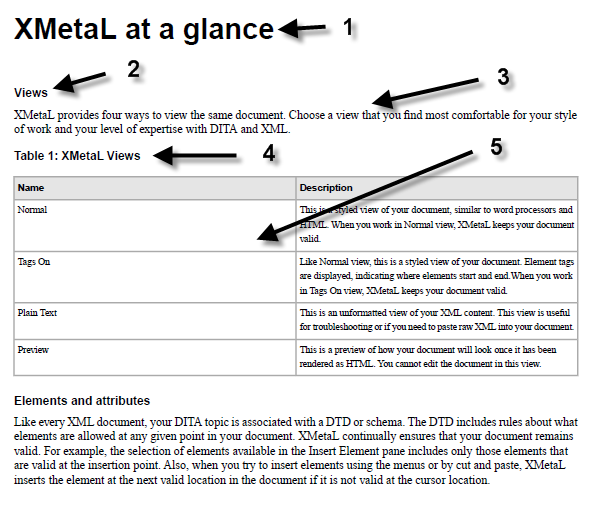 XMetaL at a glance 1
2
Views
3
XMetaL provides four ways to view the same document. Choose a view that you find most comfortable for your style
of work and your level of expertise with DITA and XML.
Table 1: XMetaL Views 4
5
Name Description
Normal This is a styled view of your document, similar to word processors and
HTML. When you work in Normal view, XMetaL keeps your document
valid.
Tags On Like Normal view, this is a styled view of your document. Element tags
are displayed, indicating where elements start and end.When you work
in Tags On view, XMetaL keeps your document valid.
Plain Text This is an unformatted view of your XML content. This view is useful
for troubleshooting or if you need to paste raw XML into your document.
Preview This is a preview of how your document will look once it has been
rendered as HTML. You cannot edit the document in this view.
Elements and attributes
Like every XML document, your DITA topic is associated with a DTD or schema. The DTD includes rules about what
elements are allowed at any given point in your document. XMetaL continually ensures that your document remains
valid. For example, the selection of elements available in the Insert Element pane includes only those elements that
are valid at the insertion point. Also, when you try to insert elements using the menus or by cut and paste, XMetaL
inserts the element at the next valid location in the document if it is not valid at the cursor location.